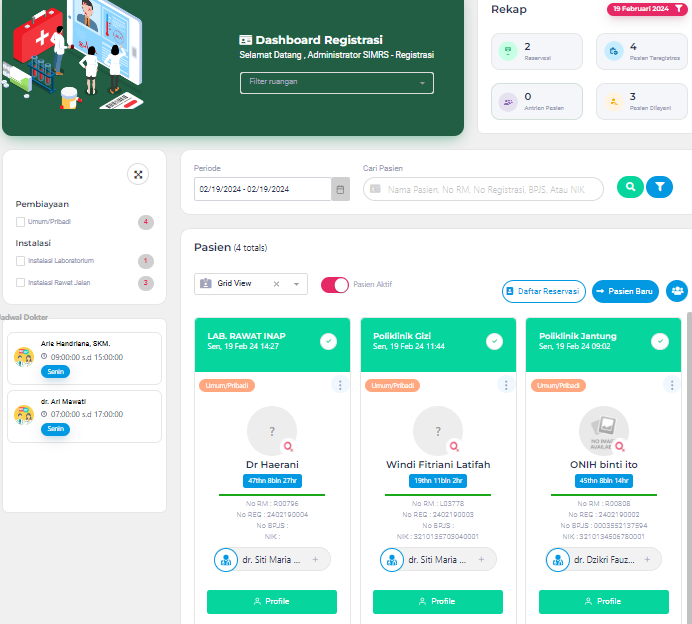 Dashboard Registrasi
Selamat Datang , Administrator SIMRS - Registrasi
Filter ruangan
Rekap
19 Februari 2024
2
Reservasi
4
Pasien Teregistras
0
Antrian Pasien
3
Pasien Dilayani
Pembiayaan
Umum/Pribadi
4
Instalasi
Instalasi Laboratorium
1
Instalasi Rawat Jalan
3
Jadwal Dokter
Arie Hendriana, SKM.
09:00:00 s.d 15:00:00
Senin
dr. Ari Mawati
07:00:00 s.d 17:00:00
Senin
Periode
02/19/2024 - 02/19/2024
Cari Pasien
Nama Pasien, No RM, No Registrasi, BPJS, Atau NIK
Pasien (4 totals)
Grid View
Pasien Aktif
Daftar Reservasi
Pasien Baru
LAB. RAWAT INAP
Sen, 19 Feb 24 14:27
Umum/Pribadi
?
Dr Haerani
47thn 8bln 27hr
No RM : R00796
No REG : 2402190004
No BPJS :
NIK :
dr. Siti Maria ... +
Profile
Poliklinik Gizi
Sen, 19 Feb 24 11:44
Umum/Pribadi
?
Windi Fitriani Latifah
19thn 11bln 2hr
No RM : L03778
No REG : 2402190003
No BPJS :
NIK : 3210135703040001
dr. Siti Maria ... +
Profile
Poliklinik Jantung
Sen, 19 Feb 24 09:02
Umum/Pribadi
NO IMAG
AVAILABL
ONIH binti ito
45thn 8bln 14hr
No RM : R00808
No REG : 2402190002
No BPJS : 0003552137594
NIK : 3210134506780001
dr. Dzikri Fauz... +
Profile